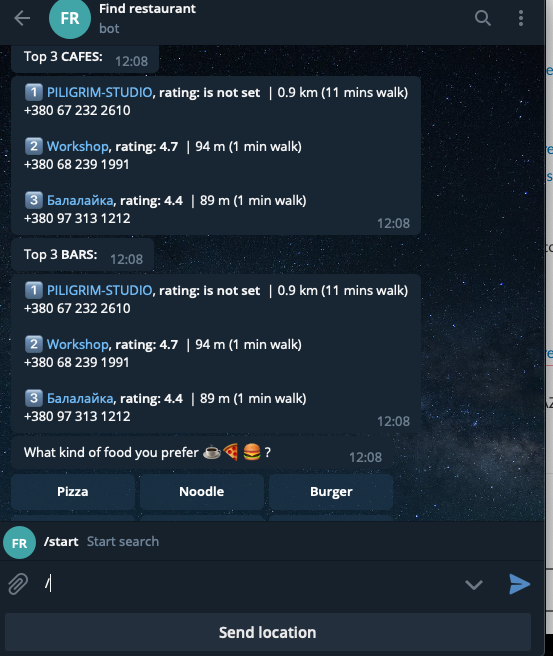 Find restaurant
FR
bot
Top 3 CAFES:
12:08
1 PILIGRIM-STUDIO, rating: is not set | 0.9 km (11 mins walk)
+380 67 232 2610
2 Workshop, rating: 4.7 | 94 m (1 min walk)
+380 68 239 1991
3 Балалайка, rating: 4.4 | 89 m (1 min walk)
+380 97 313 1212
12:08
Top 3 BARS:
12:08
1 PILIGRIM-STUDIO, rating: is not set | 0.9 km (11 mins walk)
+380 67 232 2610
2 Workshop, rating: 4.7 | 94 m (1 min walk)
+380 68 239 1991
3 Балалайка, rating: 4.4 | 89 m (1 min walk)
+380 97 313 1212
12:08
What kind of food you prefer ☕🍕🍔 ?
12:08
Pizza Noodle Burger
FR /start Start search
/
Send location